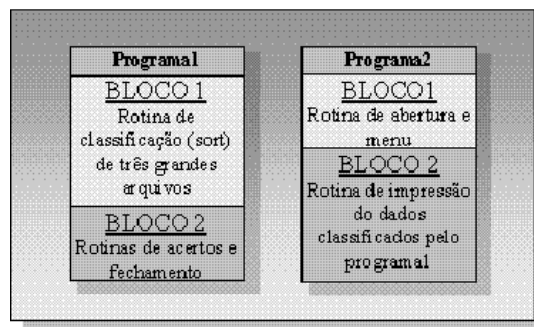 Programa1
BLOCO 1
Rotina de
classificação (sort)
de três grandes
arquivos
BLOCO 2
Rotinas de acertos e
fechamento
Programa2
BLOCO1
Rotina de abertura e
menu
BLOCO 2
Rotina de impressão
do dados
classificados pelo
programa1